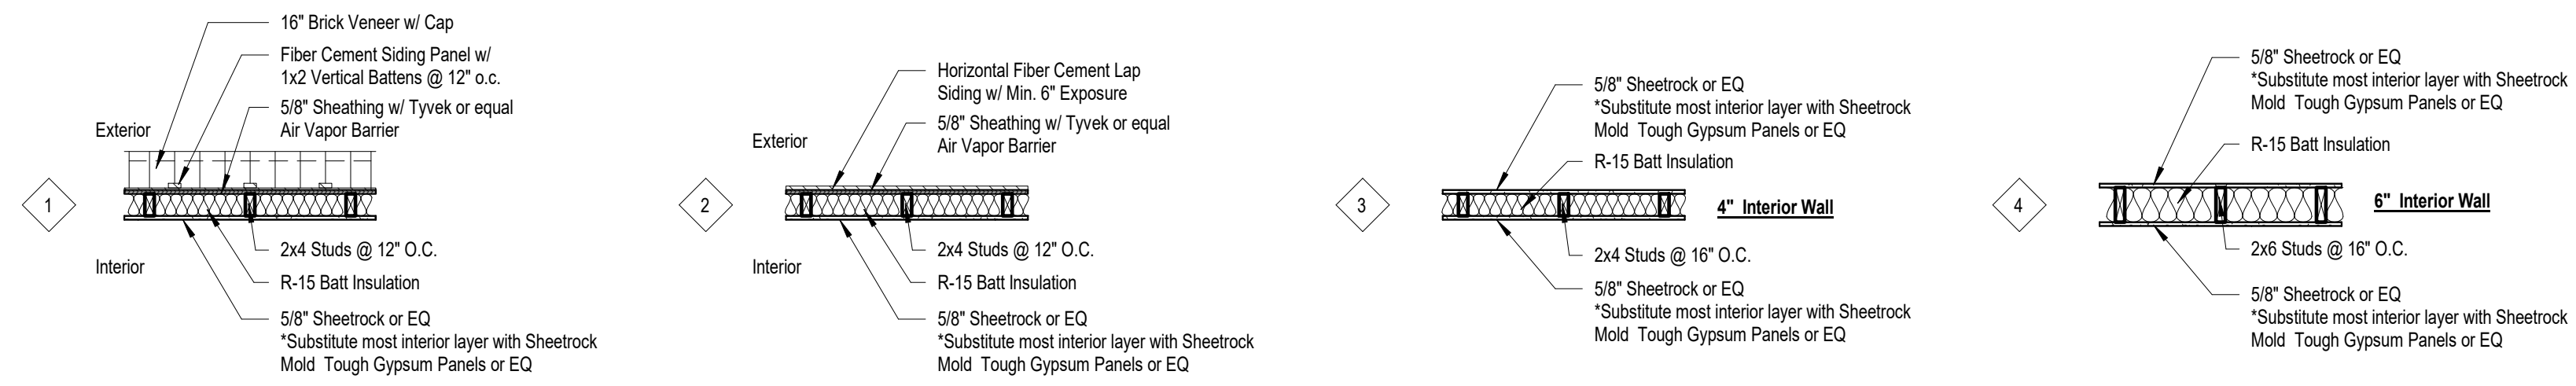 16" Brick Veneer w/ Cap
Fiber Cement Siding Panel w/
1x2 Vertical Battens @ 12" o.c.
5/8" Sheathing w/ Tyvek or equal
Air Vapor Barrier
Exterior
1
2x4 Studs @ 12" O.C.
Interior
R-15 Batt Insulation
5/8" Sheetrock or EQ
*Substitute most interior layer with Sheetrock
Mold Tough Gypsum Panels or EQ
Horizontal Fiber Cement Lap
Siding w/ Min. 6" Exposure
5/8" Sheathing w/ Tyvek or equal
Air Vapor Barrier
Exterior
2
2x4 Studs @ 12" O.C.
Interior
R-15 Batt Insulation
5/8" Sheetrock or EQ
*Substitute most interior layer with Sheetrock
Mold Tough Gypsum Panels or EQ
5/8" Sheetrock or EQ
*Substitute most interior layer with Sheetrock
Mold Tough Gypsum Panels or EQ
R-15 Batt Insulation
3
4" Interior Wall
2x4 Studs @ 16" O.C.
5/8" Sheetrock or EQ
*Substitute most interior layer with Sheetrock
Mold Tough Gypsum Panels or EQ
5/8" Sheetrock or EQ
*Substitute most interior layer with Sheetrock
Mold Tough Gypsum Panels or EQ
R-15 Batt Insulation
4
6" Interior Wall
2x6 Studs @ 16" O.C.
5/8" Sheetrock or EQ
*Substitute most interior layer with Sheetrock
Mold Tough Gypsum Panels or EQ